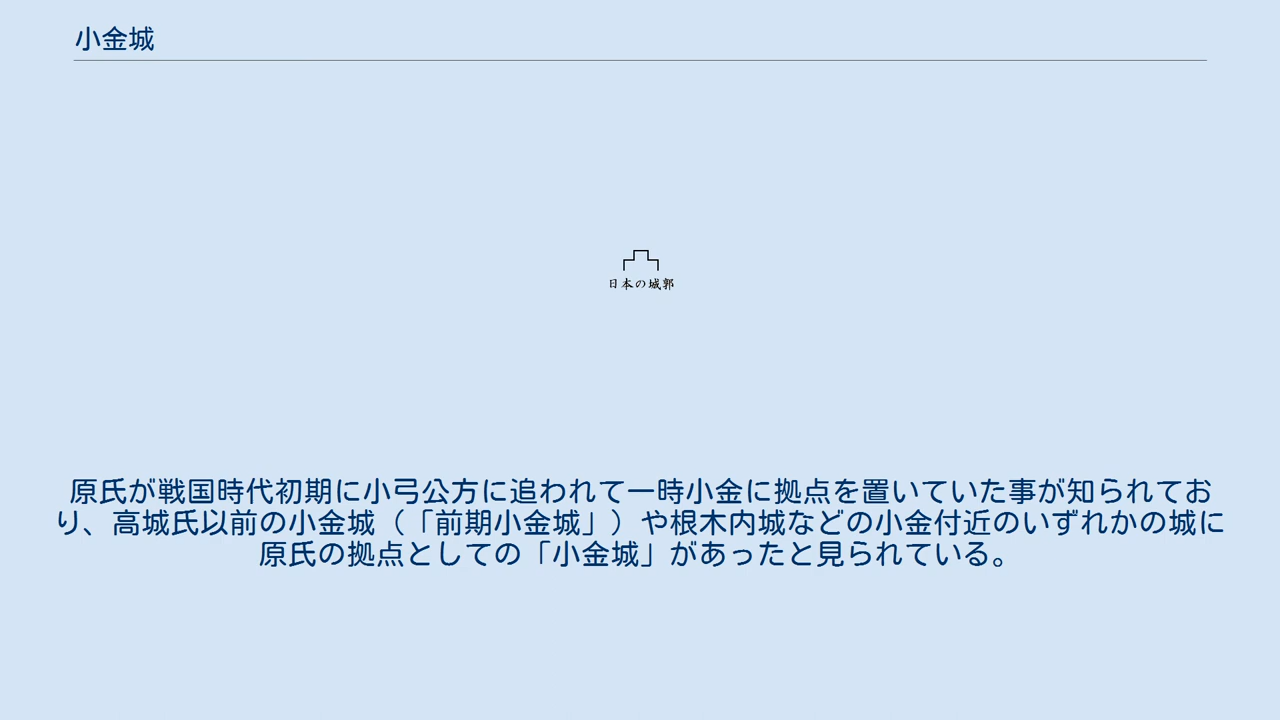 小金城
日本の城郭
原氏が戦国時代初期に小弓公方に追われて一時小金に拠点を置いていた事が知られてお
り、高城氏以前の小金城（「前期小金城」）や根木内城などの小金付近のいずれかの城に
原氏の拠点としての「小金城」があったと見られている。